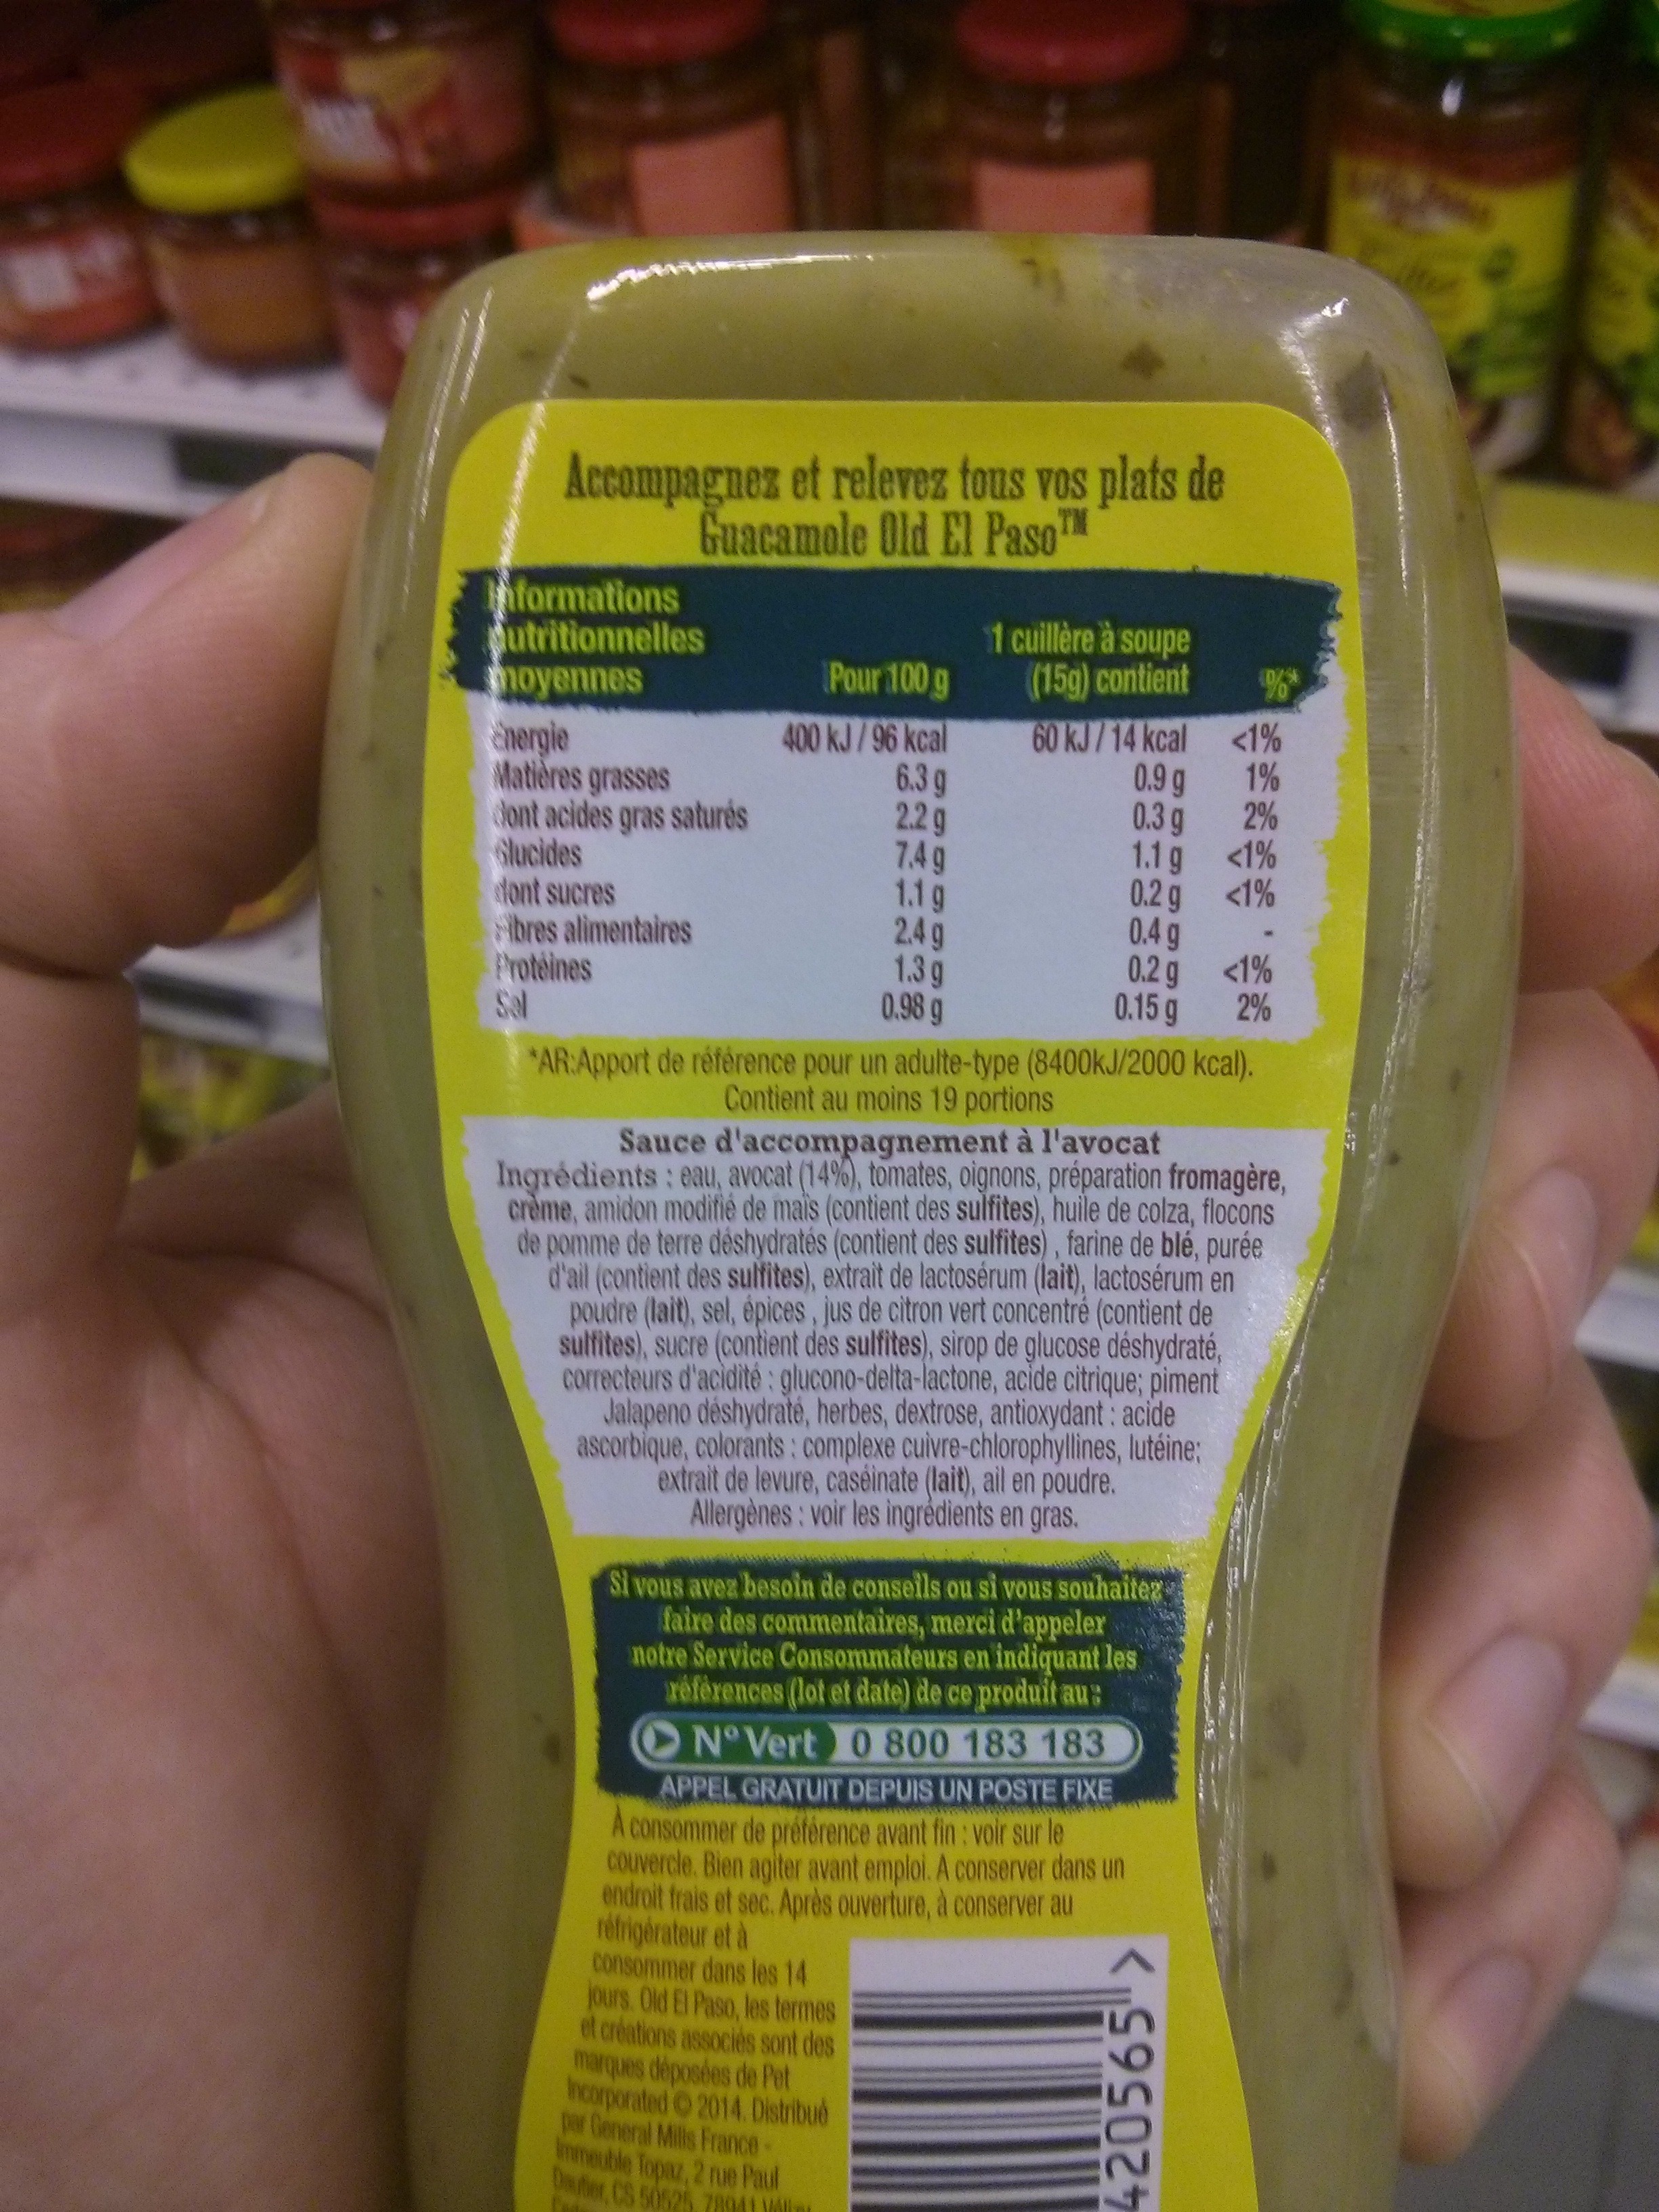 Accompagnez et relevez tous vos plats de
Guacamole Old El Paso™
Informations
nutritionnelles
moyennes Pour 100 g 1 cuillère à soupe (15g) contient %*
Energie 400 kJ / 96 kcal 60 kJ / 14 kcal <1%
Matières grasses 6.3 g 0.9 g 1%
dont acides gras saturés 2.2 g 0.3 g 2%
Glucides 7.4 g 1.1 g <1%
dont sucres 1.1 g 0.2 g <1%
Fibres alimentaires 2.4 g 0.4 g -
Protéines 1.3 g 0.2 g <1%
Sel 0.98 g 0.15 g 2%
*AR:Apport de référence pour un adulte-type (8400kJ/2000 kcal).
Contient au moins 19 portions
Sauce d'accompagnement à l'avocat
Ingrédients : eau, avocat (14%), tomates, oignons, préparation fromagère,
crème, amidon modifié de maïs (contient des sulfites), huile de colza, flocons
de pomme de terre déshydratés (contient des sulfites) , farine de blé, purée
d'ail (contient des sulfites), extrait de lactosérum (lait), lactosérum en
poudre (lait), sel, épices , jus de citron vert concentré (contient de
sulfites), sucre (contient des sulfites), sirop de glucose déshydraté,
correcteurs d'acidité : glucono-delta-lactone, acide citrique; piment
Jalapeno déshydraté, herbes, dextrose, antioxydant : acide
ascorbique, colorants : complexe cuivre-chlorophyllines, lutéine;
extrait de levure, caséinate (lait), ail en poudre.
Allergènes : voir les ingrédients en gras.
Si vous avez besoin de conseils ou si vous souhaitez
faire des commentaires, merci d'appeler
notre Service Consommateurs en indiquant les
références (lot et date) de ce produit au :
N° Vert 0 800 183 183
APPEL GRATUIT DEPUIS UN POSTE FIXE
À consommer de préférence avant fin : voir sur le
couvercle. Bien agiter avant emploi. A conserver dans un
endroit frais et sec. Après ouverture, à conserver au
réfrigérateur et à
consommer dans les 14
jours. Old El Paso, les termes
et créations associés sont des
marques déposées de Pet
Incorporated © 2014. Distribué
par General Mills France -
Immeuble Topaz, 2 rue Paul
Dautier, CS 50525, 78941 Vélizy
420565 >